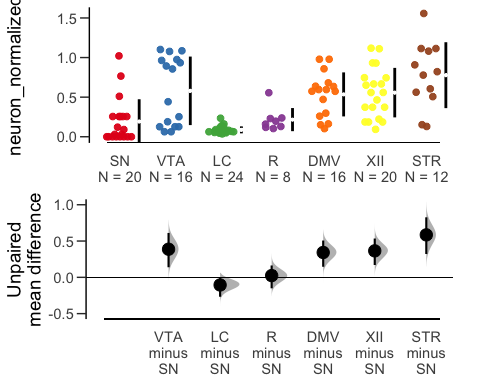 neuron_normalized
1.5
1.0
0.5
0.0
SN VTA LC R DMV XII STR
N = 20 N = 16 N = 24 N = 8 N = 16 N = 20 N = 12
Unpaired
mean difference
1.0
0.5
0.0
-0.5
VTA LC R DMV XII STR
minus minus minus minus minus minus
SN SN SN SN SN SN